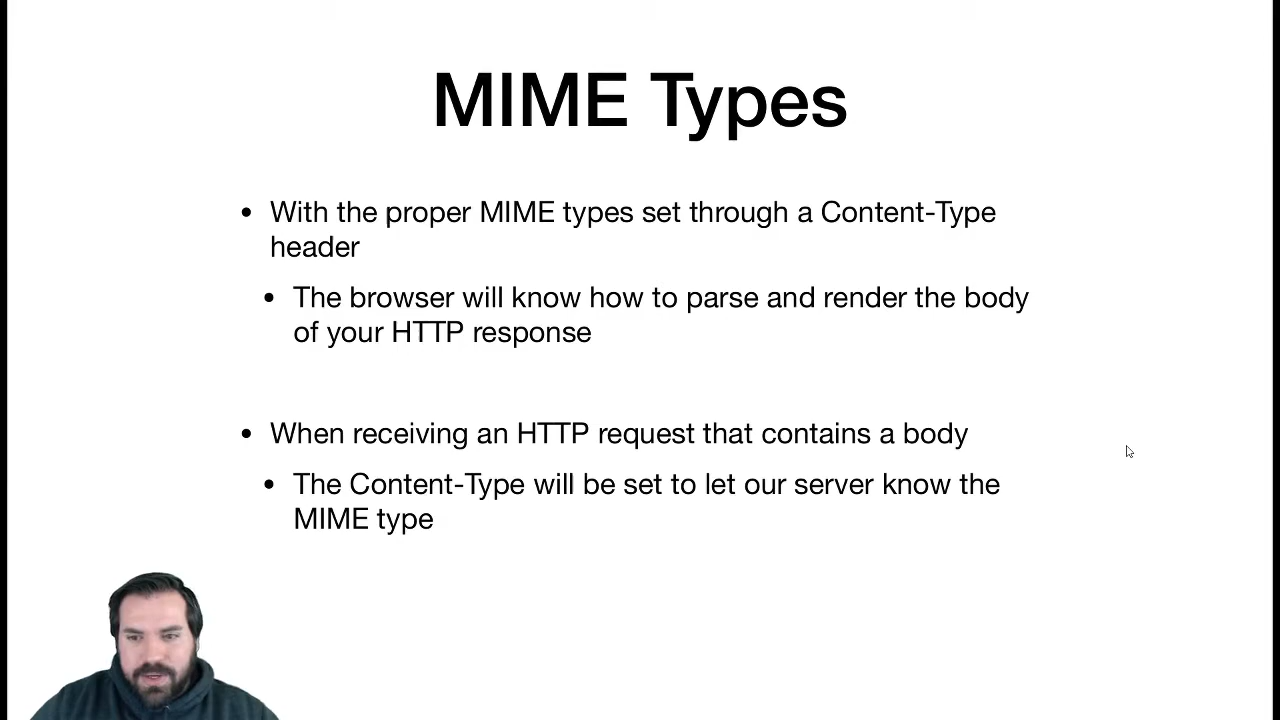 MIME Types
• With the proper MIME types set through a Content-Type
header
• The browser will know how to parse and render the body
of your HTTP response
• When receiving an HTTP request that contains a body
• The Content-Type will be set to let our server know the
MIME type